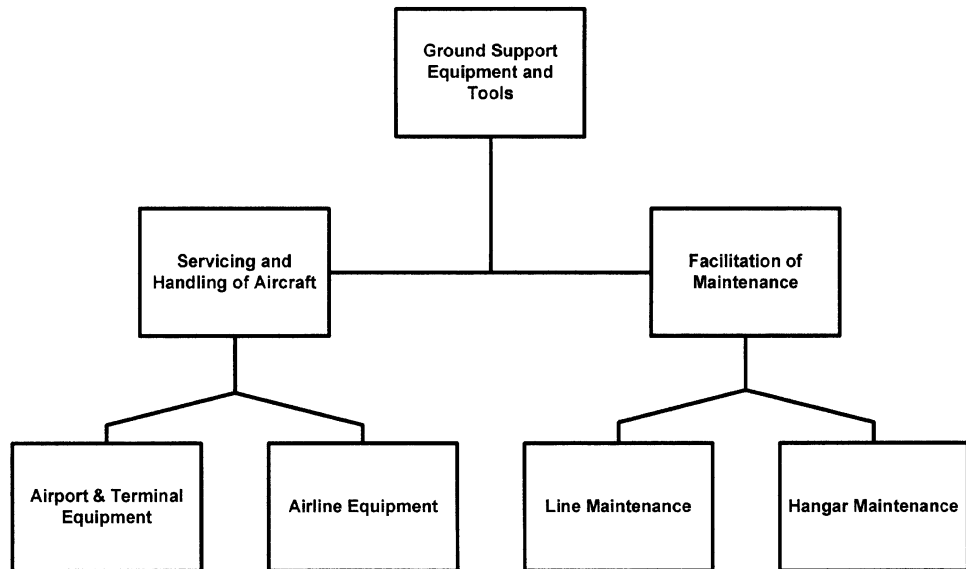 Ground Support
Equipment and
Tools
Servicing and
Handling of Aircraft
Facilitation of
Maintenance
Airport & Terminal
Equipment
Airline Equipment
Line Maintenance
Hangar Maintenance